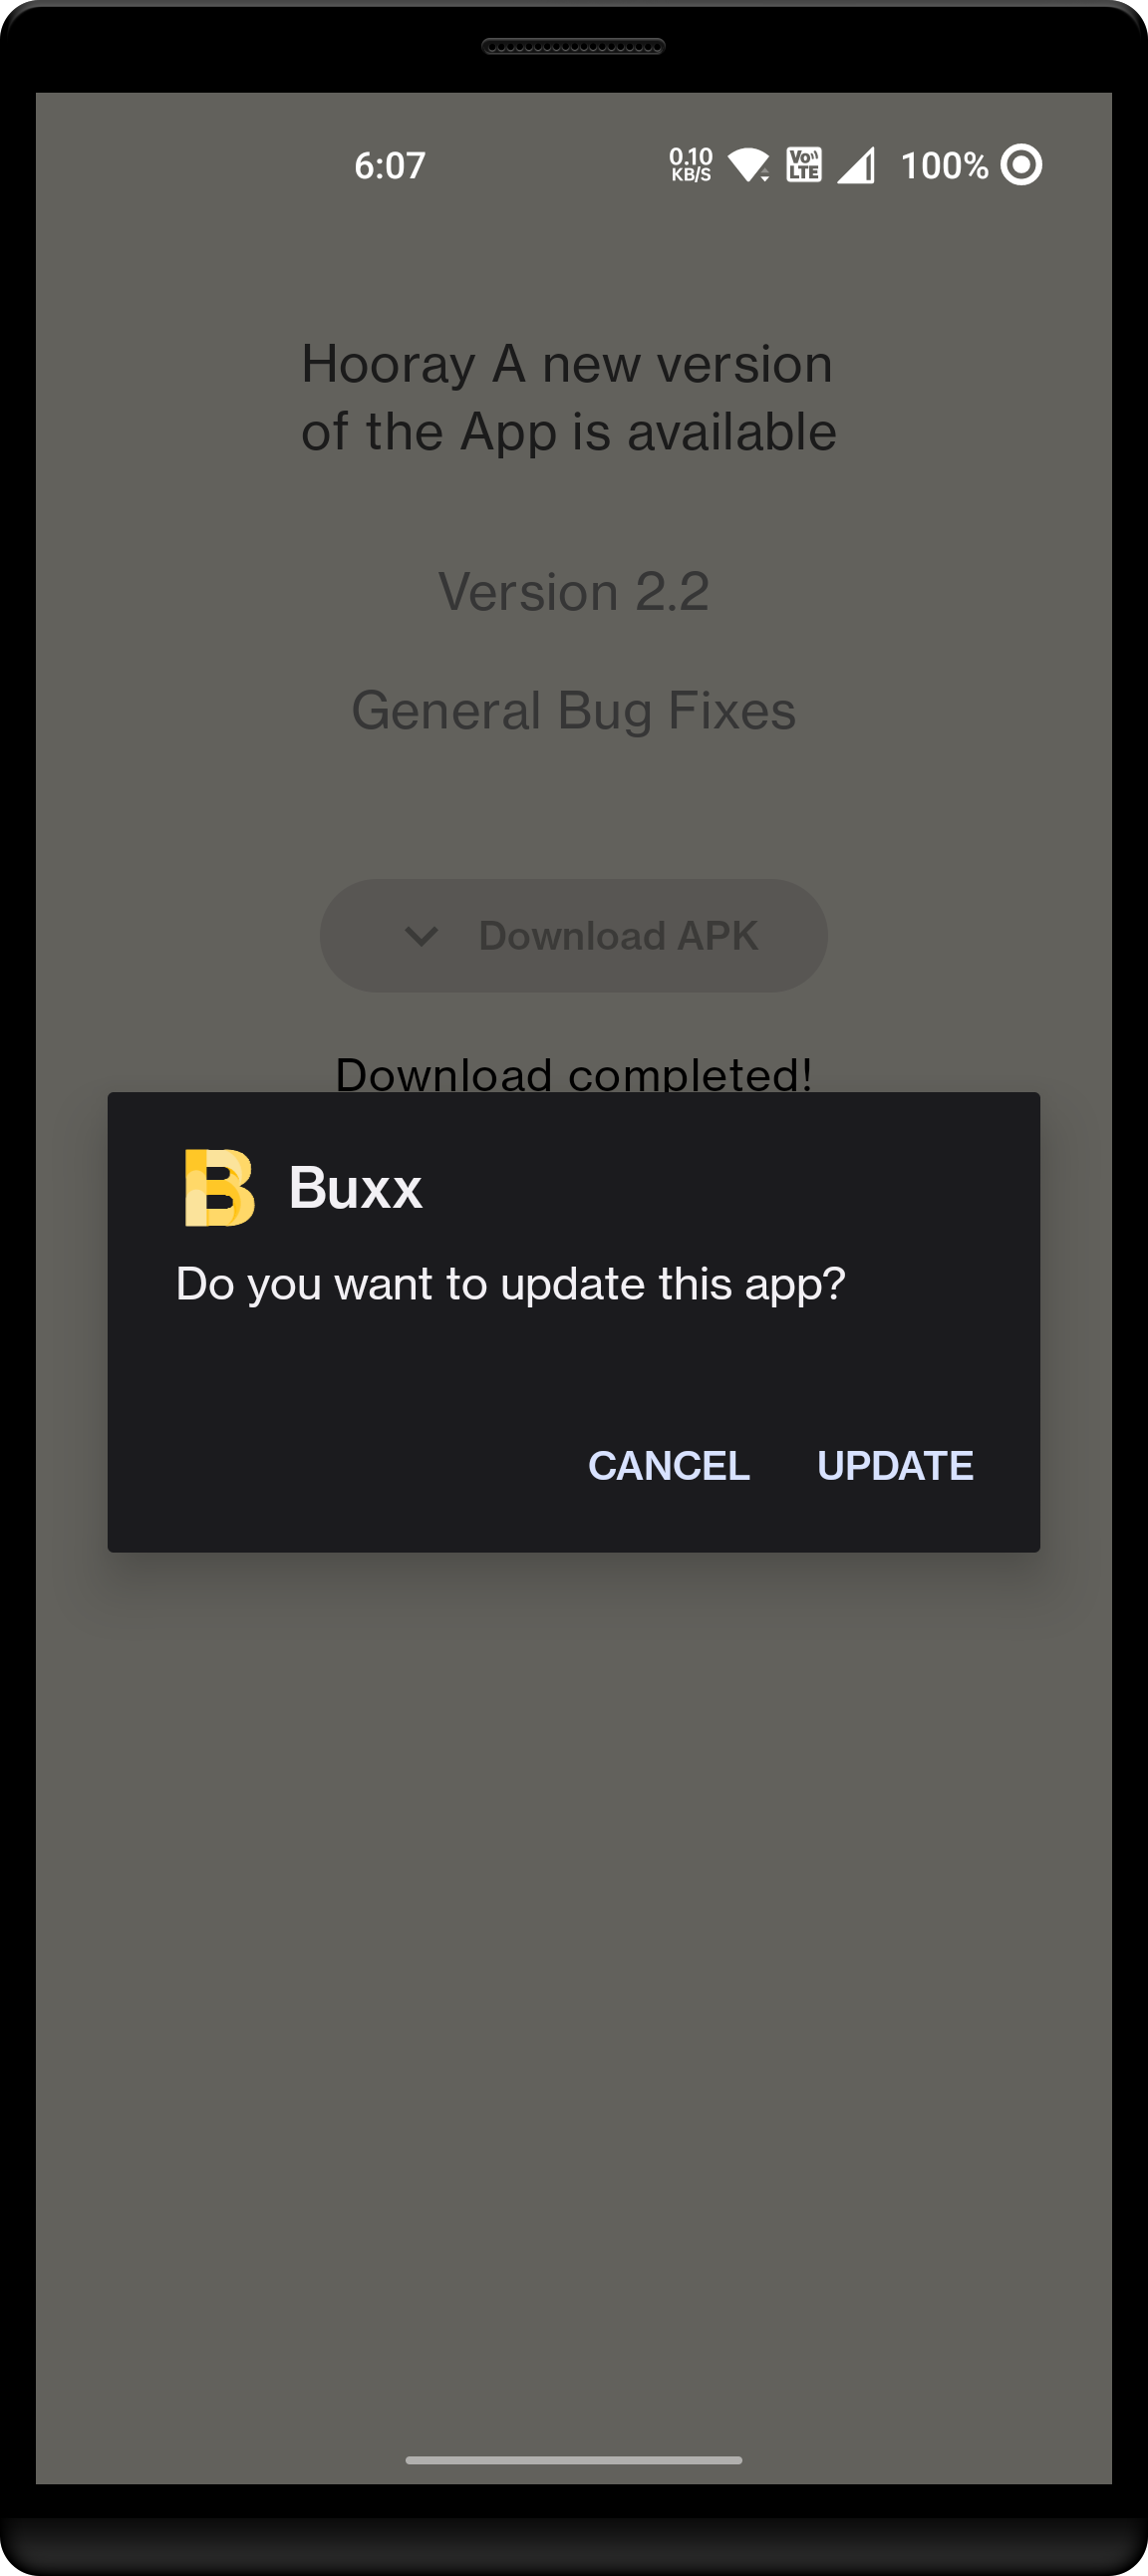 6:07
0.10
KB/S
Vo
LTE
100%
Hooray A new version
of the App is available
Version 2.2
General Bug Fixes
Download APK
Download completed!
B
Buxx
Do you want to update this app?
CANCEL UPDATE